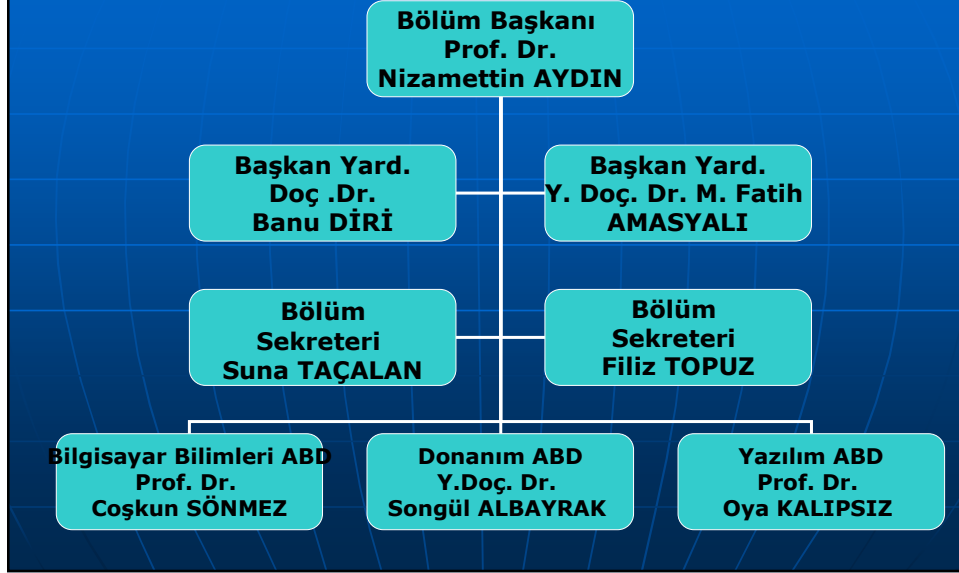 Bölüm Başkanı
Prof. Dr.
Nizamettin AYDIN
Başkan Yard.
Doç .Dr.
Banu DİRİ
Başkan Yard.
Y. Doç. Dr. M. Fatih
AMASYALI
Bölüm
Sekreteri
Suna TAÇALAN
Bölüm
Sekreteri
Filiz TOPUZ
Bilgisayar Bilimleri ABD
Prof. Dr.
Coşkun SÖNMEZ
Donanım ABD
Y.Doç. Dr.
Songül ALBAYRAK
Yazılım ABD
Prof. Dr.
Oya KALIPSIZ